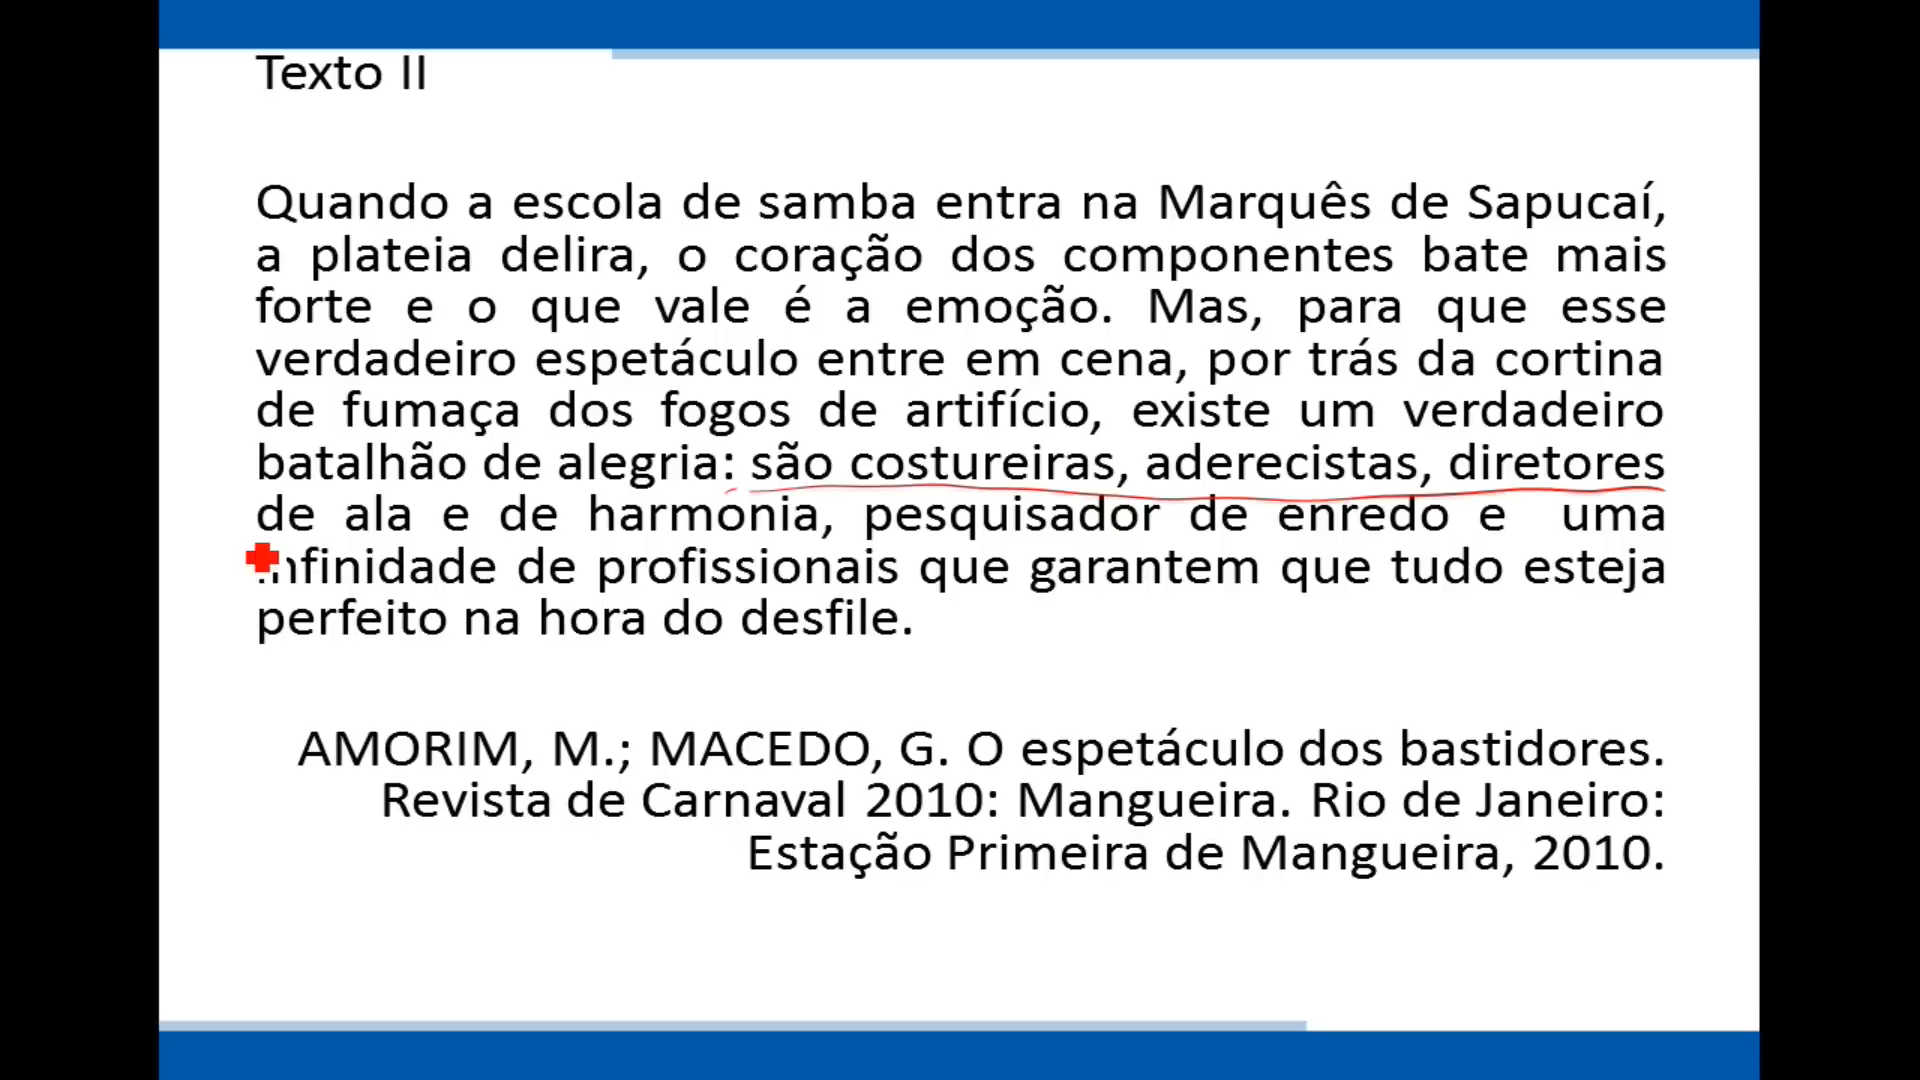 Texto II
Quando a escola de samba entra na Marquês de Sapucaí,
a plateia delira, o coração dos componentes bate mais
forte e o que vale é a emoção. Mas, para que esse
verdadeiro espetáculo entre em cena, por trás da cortina
de fumaça dos fogos de artifício, existe um verdadeiro
batalhão de alegria: são costureiras, aderecistas, diretores
de ala e de harmonia, pesquisador de enredo e uma
infinidade de profissionais que garantem que tudo esteja
perfeito na hora do desfile.
AMORIM, M.; MACEDO, G. O espetáculo dos bastidores.
Revista de Carnaval 2010: Mangueira. Rio de Janeiro:
Estação Primeira de Mangueira, 2010.